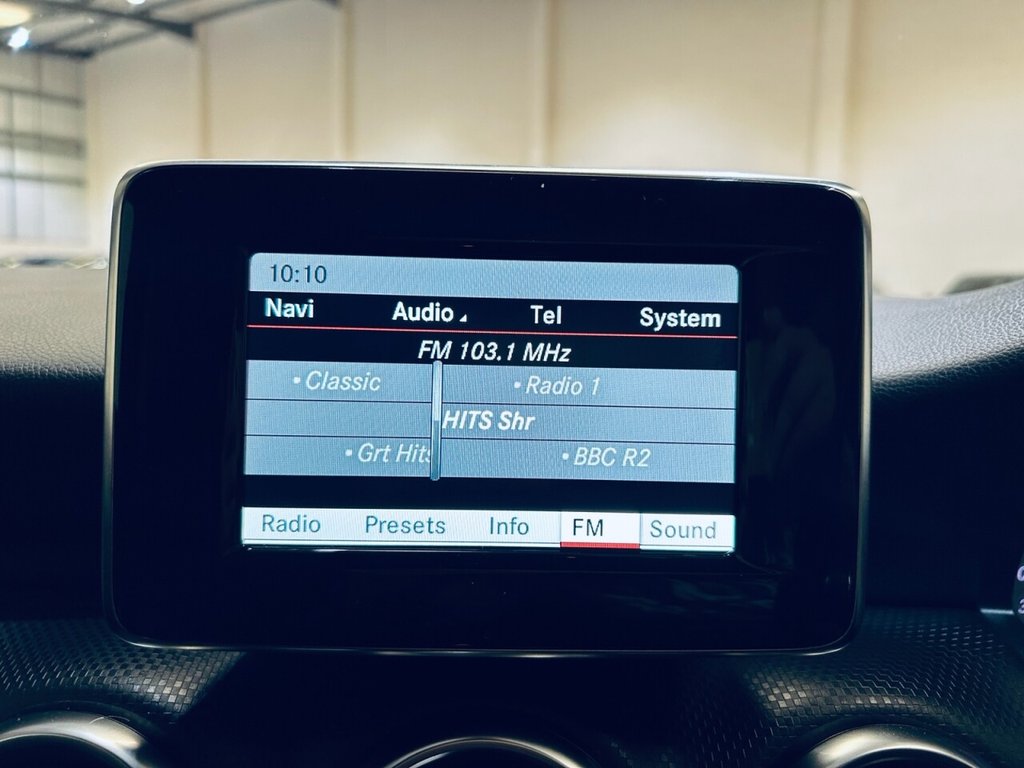 10:10
Navi Audio Tel System
FM 103.1 MHz
•Classic •Radio 1
HITS Shr
•Grt Hits •BBC R2
Radio Presets Info FM Sound